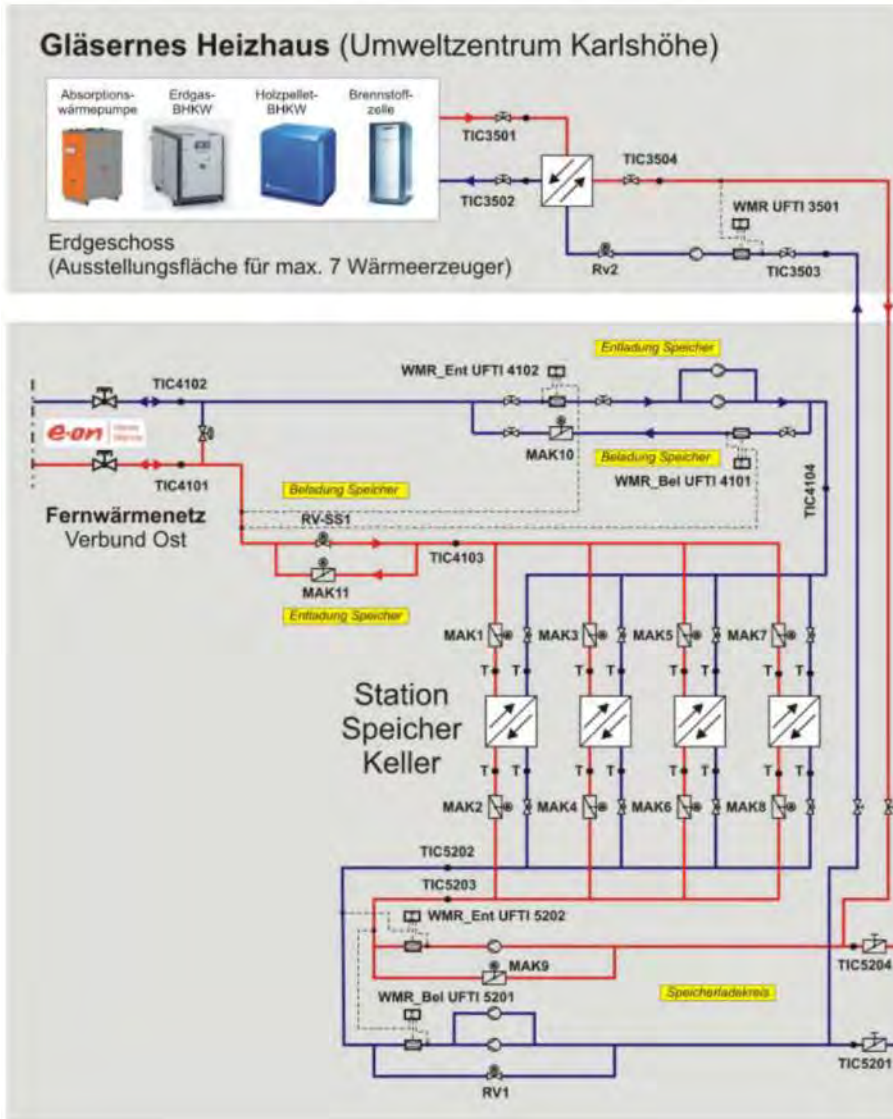 Gläsernes Heizhaus (Umweltzentrum Karlshöhe)
Absorptions-
wärmepumpe
Erdgas-
BHKW
Holzpellet-
BHKW
Brennstoff-
zelle
TIC3501
TIC3502
TIC3504
WMR UFTI 3501
Rv2
TIC3503
Erdgeschoss
(Ausstellungsfläche für max. 7 Wärmeerzeuger)
Entladung Speicher
WMR_Ent UFTI 4102
TIC4102
e·on
MAK10
Beladung Speicher
WMR_Bel UFTI 4101
TIC4104
TIC4101
Fernwärmenetz
Verbund Ost
Beladung Speicher
RV-SS1
TIC4103
MAK11
Entladung Speicher
MAK1
MAK3
MAK5
MAK7
T T T T T T T T
Station
Speicher
Keller
T T T T T T T T
MAK2
MAK4
MAK6
MAK8
TIC5202
TIC5203
WMR_Ent UFTI 5202
MAK9
TIC5204
WMR_Bel UFTI 5201
Speicherladekreis
RV1
TIC5201